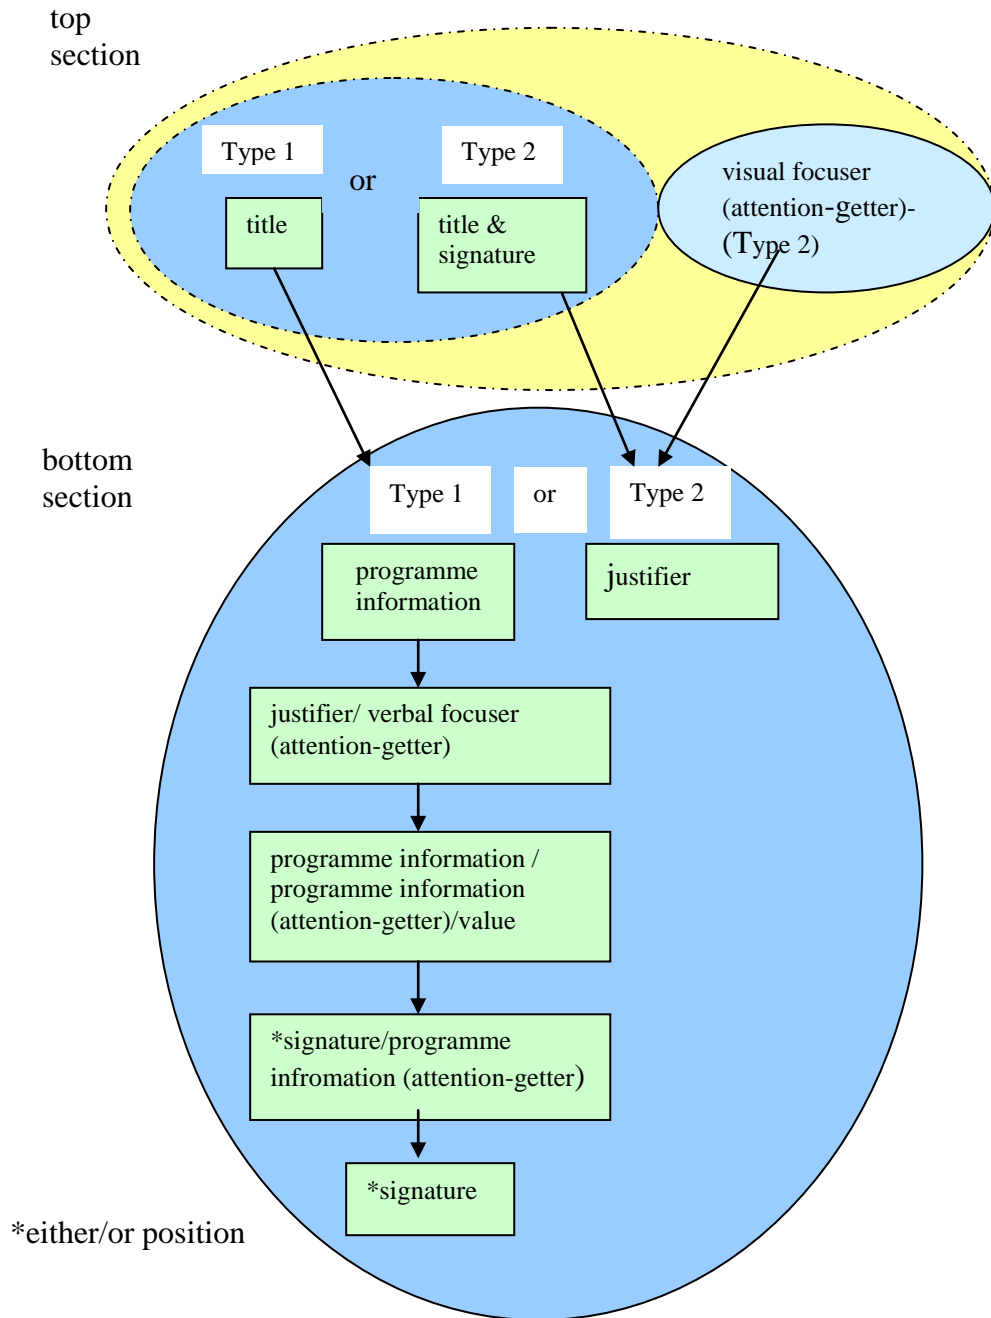 top
section
Type 1
or
Type 2
title
title &
signature
visual focuser
(attention-getter)-
(Type 2)
bottom
section
Type 1
or
Type 2
programme
information
justifier
justifier/ verbal focuser
(attention-getter)
programme information /
programme information
(attention-getter)/value
*signature/programme
infromation (attention-getter)
*signature
*either/or position